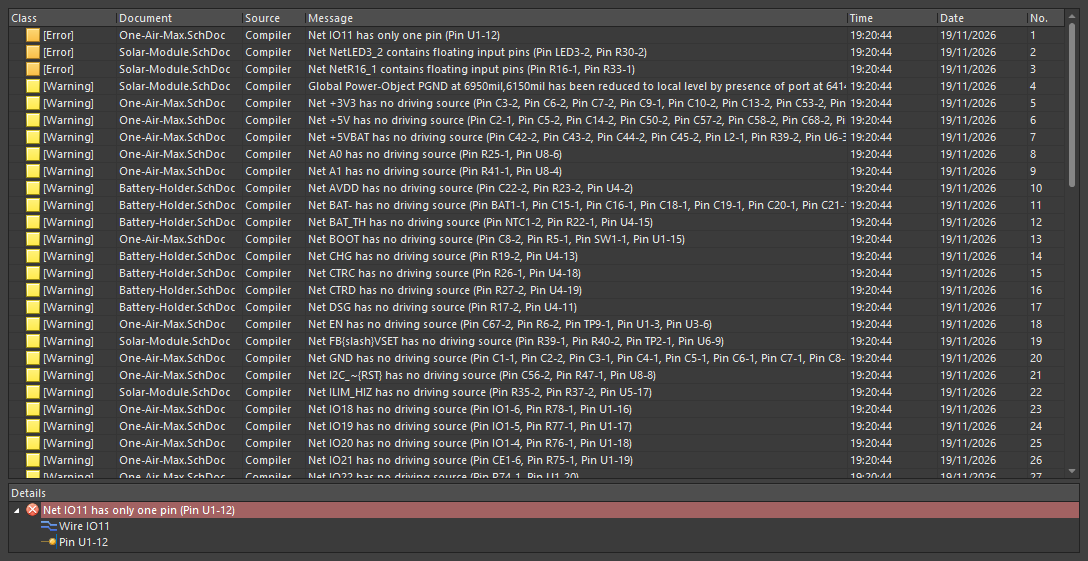 Class Document Source Message Time Date No.
[Error] One-Air-Max.SchDoc Compiler Net IO11 has only one pin (Pin U1-12) 19:20:44 19/11/2026 1
[Error] Solar-Module.SchDoc Compiler Net NetLED3_2 contains floating input pins (Pin LED3-2, Pin R30-2) 19:20:44 19/11/2026 2
[Error] Solar-Module.SchDoc Compiler Net NetR16_1 contains floating input pins (Pin R16-1, Pin R33-1) 19:20:44 19/11/2026 3
[Warning] Solar-Module.SchDoc Compiler Global Power-Object PGND at 6950mil,6150mil has been reduced to local level by presence of port at 641 19:20:44 19/11/2026 4
[Warning] One-Air-Max.SchDoc Compiler Net +3V3 has no driving source (Pin C3-2, Pin C6-2, Pin C7-2, Pin C9-1, Pin C10-2, Pin C13-2, Pin C53-2, Pin 19:20:44 19/11/2026 5
[Warning] One-Air-Max.SchDoc Compiler Net +5V has no driving source (Pin C2-1, Pin C5-2, Pin C14-2, Pin C50-2, Pin C57-2, Pin C58-2, Pin C68-2, Pi 19:20:44 19/11/2026 6
[Warning] One-Air-Max.SchDoc Compiler Net +5VBAT has no driving source (Pin C42-2, Pin C43-2, Pin C44-2, Pin C45-2, Pin L2-1, Pin R39-2, Pin U6-3 19:20:44 19/11/2026 7
[Warning] One-Air-Max.SchDoc Compiler Net A0 has no driving source (Pin R25-1, Pin U8-6) 19:20:44 19/11/2026 8
[Warning] One-Air-Max.SchDoc Compiler Net A1 has no driving source (Pin R41-1, Pin U8-4) 19:20:44 19/11/2026 9
[Warning] Battery-Holder.SchDoc Compiler Net AVDD has no driving source (Pin C22-2, Pin R23-2, Pin U4-2) 19:20:44 19/11/2026 10
[Warning] Battery-Holder.SchDoc Compiler Net BAT- has no driving source (Pin BAT1-1, Pin C15-1, Pin C16-1, Pin C18-1, Pin C19-1, Pin C20-1, Pin C21- 19:20:44 19/11/2026 11
[Warning] Battery-Holder.SchDoc Compiler Net BAT_TH has no driving source (Pin NTC1-2, Pin R22-1, Pin U4-15) 19:20:44 19/11/2026 12
[Warning] One-Air-Max.SchDoc Compiler Net BOOT has no driving source (Pin C8-2, Pin R5-1, Pin SW1-1, Pin U1-15) 19:20:44 19/11/2026 13
[Warning] Battery-Holder.SchDoc Compiler Net CHG has no driving source (Pin R19-2, Pin U4-13) 19:20:44 19/11/2026 14
[Warning] Battery-Holder.SchDoc Compiler Net CTRC has no driving source (Pin R26-1, Pin U4-18) 19:20:44 19/11/2026 15
[Warning] Battery-Holder.SchDoc Compiler Net CTRD has no driving source (Pin R27-2, Pin U4-19) 19:20:44 19/11/2026 16
[Warning] Battery-Holder.SchDoc Compiler Net DSG has no driving source (Pin R17-2, Pin U4-11) 19:20:44 19/11/2026 17
[Warning] One-Air-Max.SchDoc Compiler Net EN has no driving source (Pin C67-2, Pin R6-2, Pin TP9-1, Pin U1-3, Pin U3-6) 19:20:44 19/11/2026 18
[Warning] Solar-Module.SchDoc Compiler Net FB{slash}VSET has no driving source (Pin R39-1, Pin R40-2, Pin TP2-1, Pin U6-9) 19:20:44 19/11/2026 19
[Warning] One-Air-Max.SchDoc Compiler Net GND has no driving source (Pin C1-1, Pin C2-2, Pin C3-1, Pin C4-1, Pin C5-1, Pin C6-1, Pin C7-1, Pin C8- 19:20:44 19/11/2026 20
[Warning] One-Air-Max.SchDoc Compiler Net I2C_~{RST} has no driving source (Pin C56-2, Pin R47-1, Pin U8-8) 19:20:44 19/11/2026 21
[Warning] Solar-Module.SchDoc Compiler Net ILIM_HIZ has no driving source (Pin R35-2, Pin R37-2, Pin U5-17) 19:20:44 19/11/2026 22
[Warning] One-Air-Max.SchDoc Compiler Net IO18 has no driving source (Pin IO1-6, Pin R78-1, Pin U1-16) 19:20:44 19/11/2026 23
[Warning] One-Air-Max.SchDoc Compiler Net IO19 has no driving source (Pin IO1-5, Pin R77-1, Pin U1-17) 19:20:44 19/11/2026 24
[Warning] One-Air-Max.SchDoc Compiler Net IO20 has no driving source (Pin IO1-4, Pin R76-1, Pin U1-18) 19:20:44 19/11/2026 25
[Warning] One-Air-Max.SchDoc Compiler Net IO21 has no driving source (Pin CE1-6, Pin R75-1, Pin U1-19) 19:20:44 19/11/2026 26
[Warning] One-Air-Max.SchDoc Compiler Net IO22 has no driving source (Pin R74-1, Pin U1-20) 19:20:44 19/11/2026 27
Details
Net IO11 has only one pin (Pin U1-12)
Wire IO11
Pin U1-12